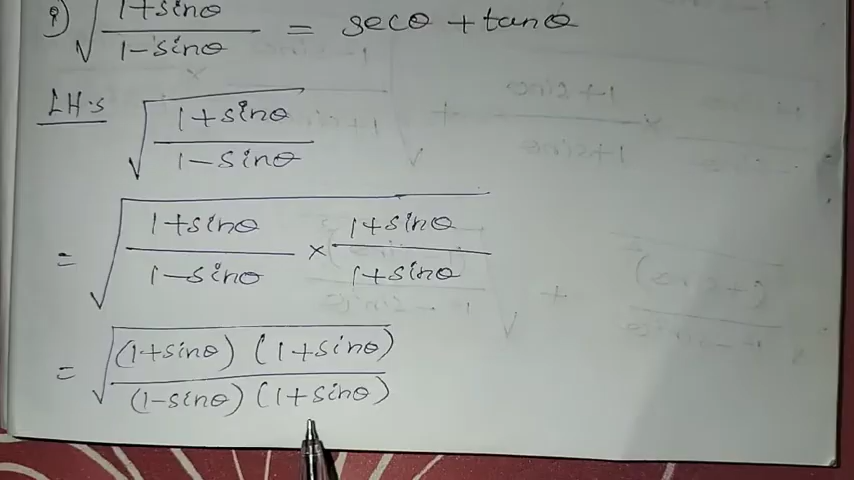 9) √(1+sinθ / 1-sinθ) = secθ + tanθ
LH.s √(1+sinθ / 1-sinθ)
= √(1+sinθ / 1-sinθ × 1+sinθ / 1+sinθ)
= √((1+sinθ) (1+sinθ) / (1-sinθ) (1+sinθ))